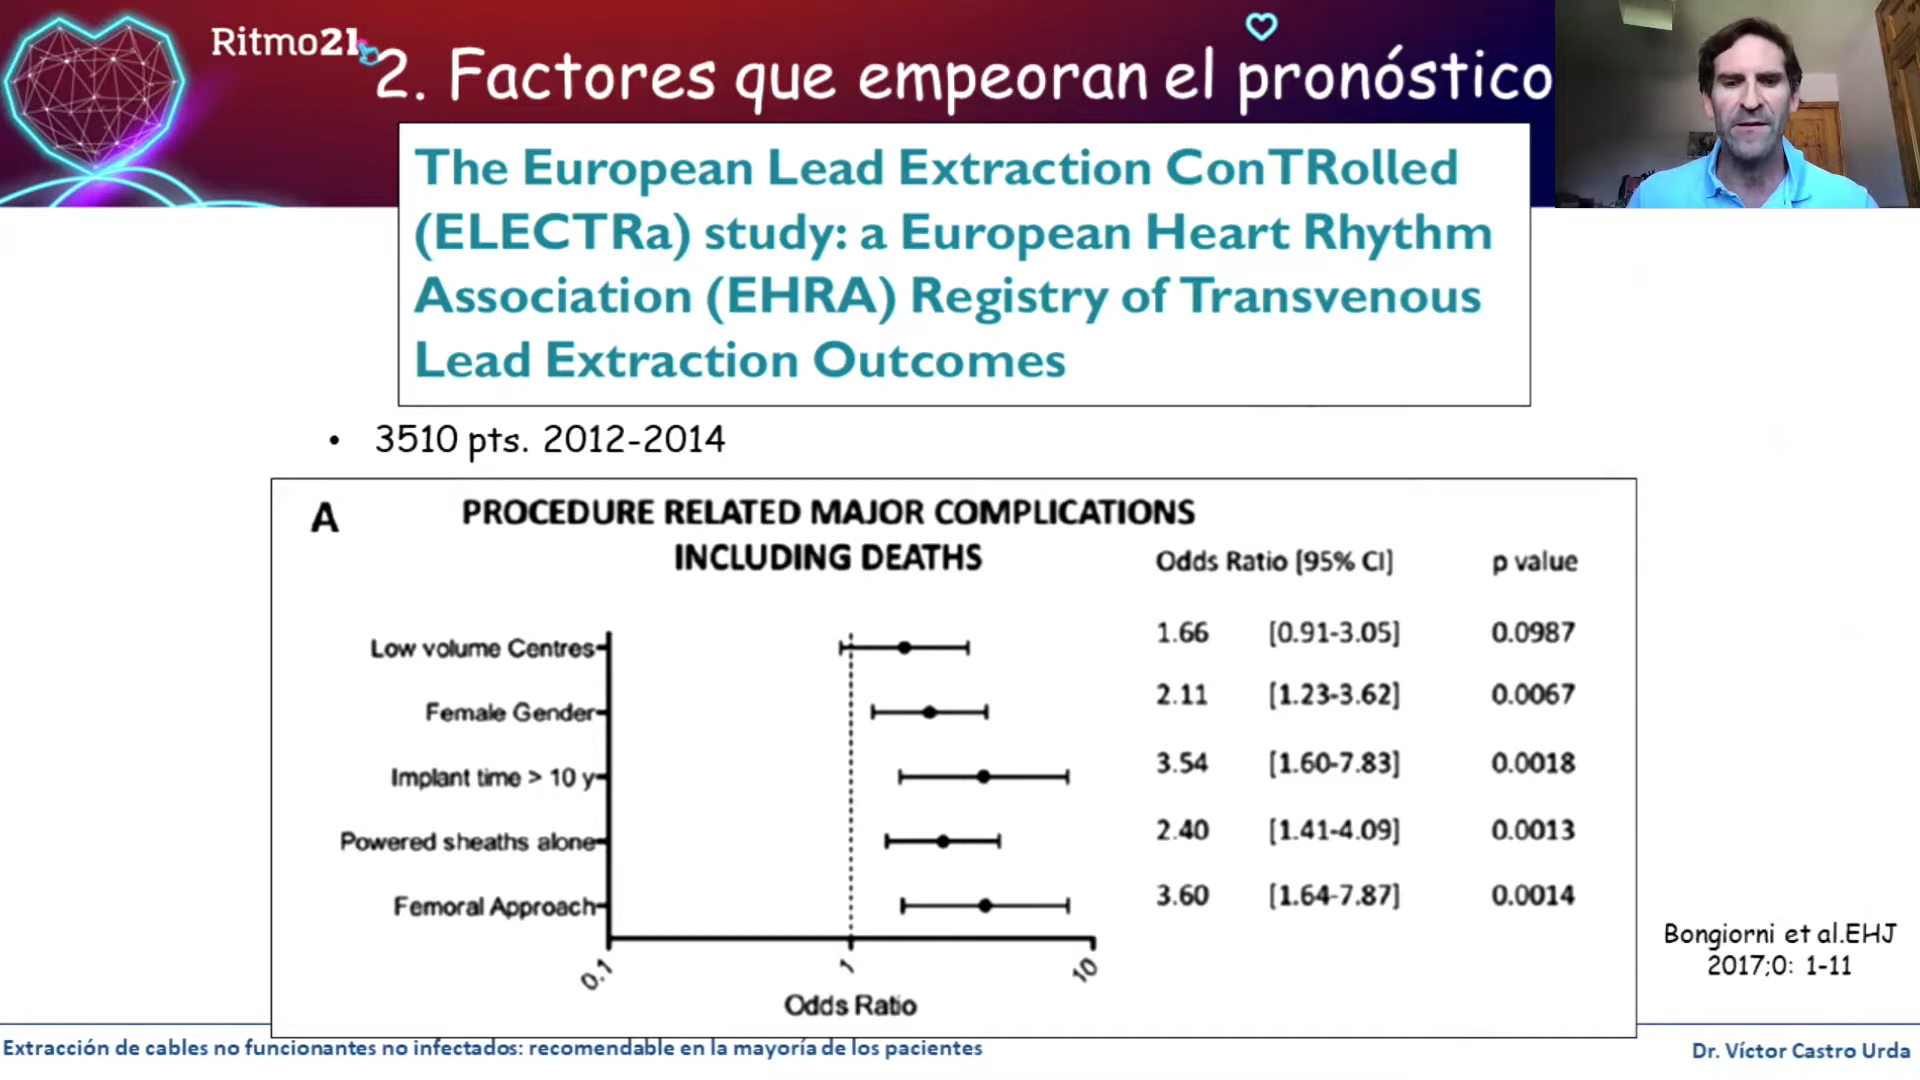 Ritmo21
2. Factores que empeoran el pronóstico
The European Lead Extraction ConTRolled
(ELECTRa) study: a European Heart Rhythm
Association (EHRA) Registry of Transvenous
Lead Extraction Outcomes
• 3510 pts. 2012-2014
A PROCEDURE RELATED MAJOR COMPLICATIONS
INCLUDING DEATHS
Odds Ratio [95% CI] p value
Low volume Centres 1.66 [0.91-3.05] 0.0987
Female Gender 2.11 [1.23-3.62] 0.0067
Implant time > 10 y 3.54 [1.60-7.83] 0.0018
Powered sheaths alone 2.40 [1.41-4.09] 0.0013
Femoral Approach 3.60 [1.64-7.87] 0.0014
0.1 1 10
Odds Ratio
Bongiorni et al.EHJ
2017;0: 1-11
Extracción de cables no funcionantes no infectados: recomendable en la mayoría de los pacientes
Dr. Víctor Castro Urda